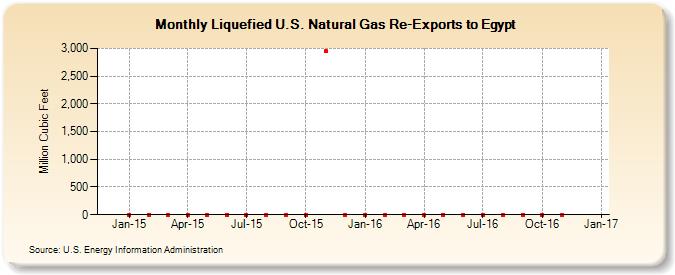 Monthly Liquefied U.S. Natural Gas Re-Exports to Egypt
Million Cubic Feet
3,000
2,500
2,000
1,500
1,000
500
0
Jan-15 Apr-15 Jul-15 Oct-15 Jan-16 Apr-16 Jul-16 Oct-16 Jan-17
Source: U.S. Energy Information Administration